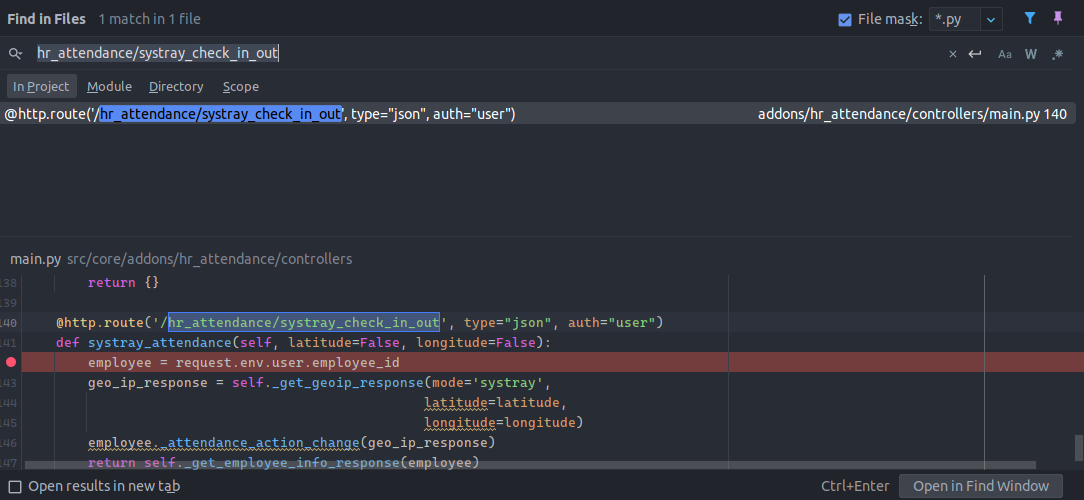 Find in Files 1 match in 1 file File mask: *.py
hr_attendance/systray_check_in_out Aa W .*
In Project Module Directory Scope
@http.route('/hr_attendance/systray_check_in_out', type="json", auth="user") addons/hr_attendance/controllers/main.py 140
main.py src/core/addons/hr_attendance/controllers
138 return {}
139
140 @http.route('/hr_attendance/systray_check_in_out', type="json", auth="user")
141 def systray_attendance(self, latitude=False, longitude=False):
employee = request.env.user.employee_id
143 geo_ip_response = self._get_geoip_response(mode='systray',
144 latitude=latitude,
145 longitude=longitude)
146 employee._attendance_action_change(geo_ip_response)
147 return self._get_employee_info_response(employee)
Open results in new tab Ctrl+Enter Open in Find Window